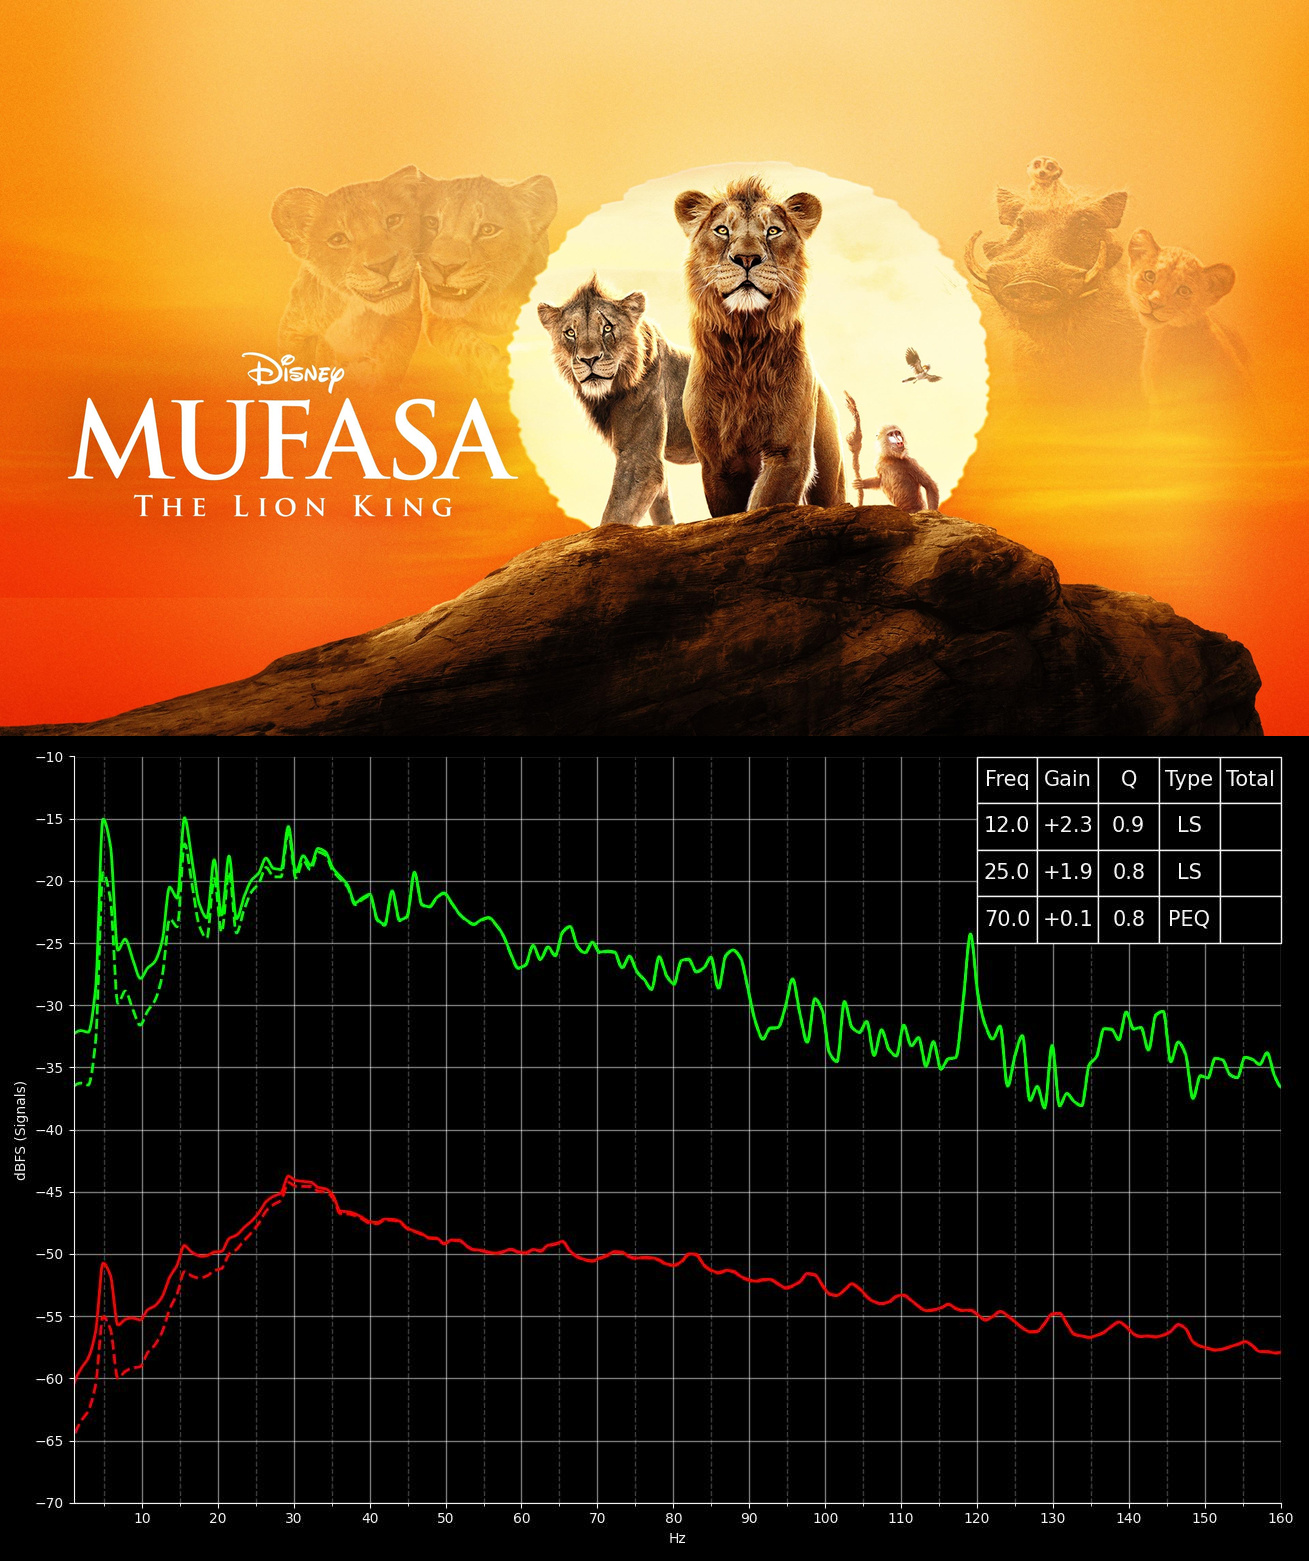 Disney
MUFASA
THE LION KING
Freq Gain Q Type Total
12.0 +2.3 0.9 LS
25.0 +1.9 0.8 LS
70.0 +0.1 0.8 PEQ
−10
−15
−20
−25
−30
−35
−40
−45
−50
−55
−60
−65
−70
dBFS (Signals)
10 20 30 40 50 60 70 80 90 100 110 120 130 140 150 160
Hz